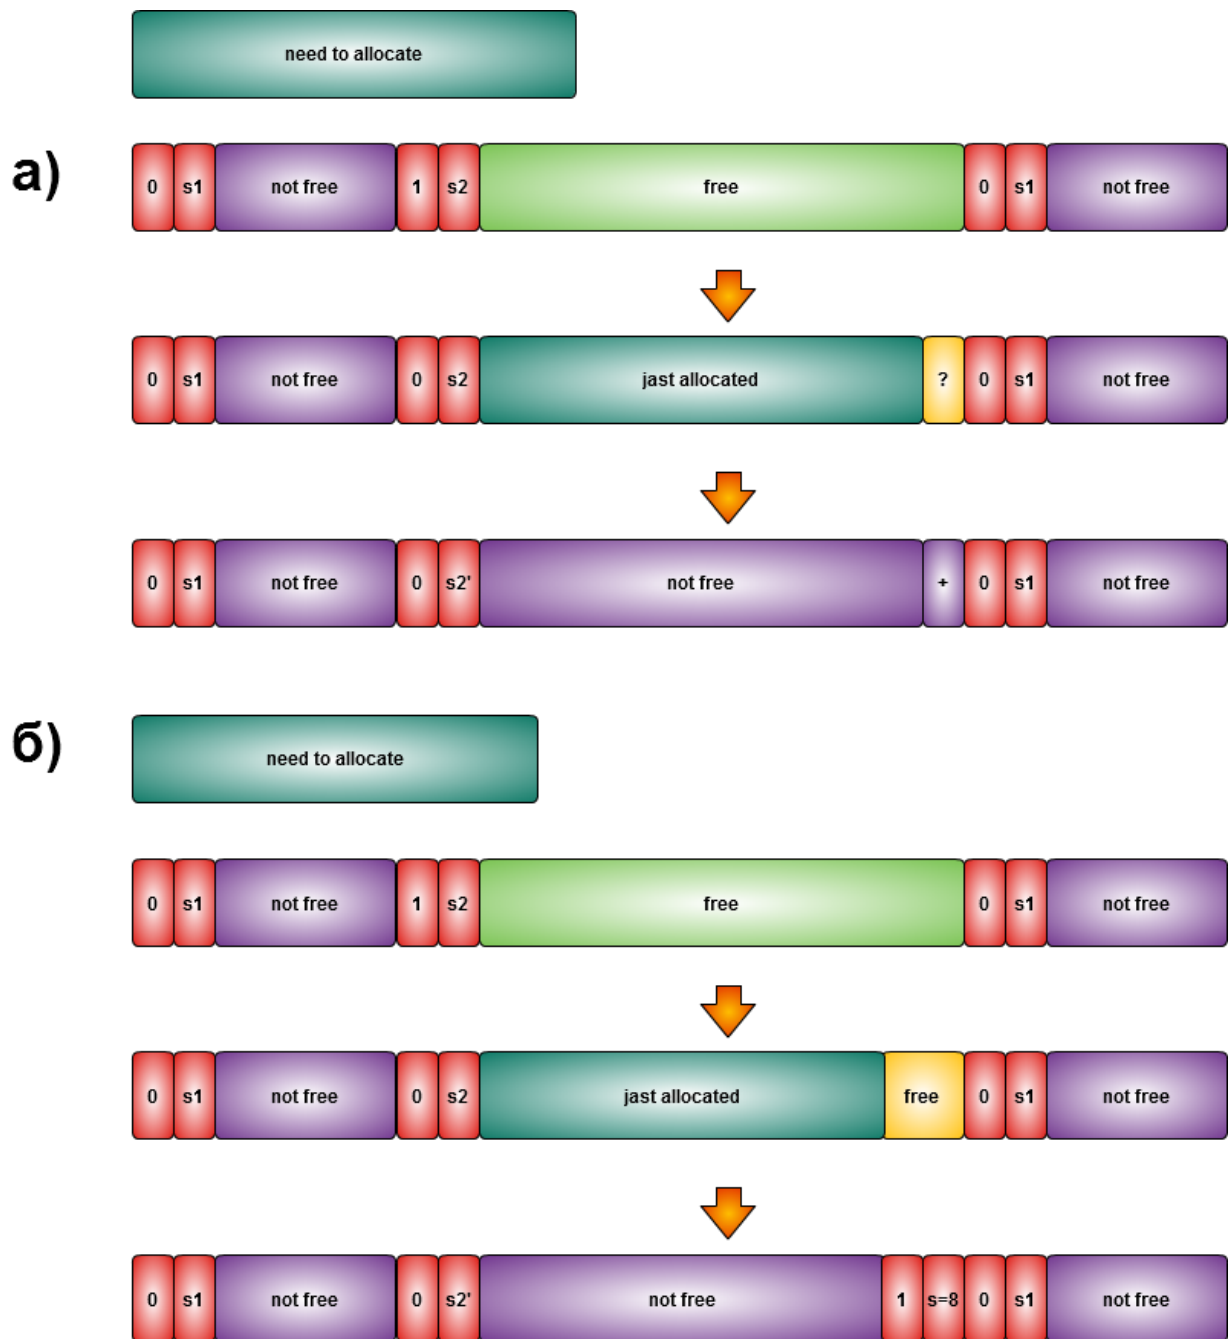 need to allocate
а)
0 s1 not free 1 s2 free 0 s1 not free
0 s1 not free 0 s2 jast allocated ? 0 s1 not free
0 s1 not free 0 s2' not free + 0 s1 not free
б)
need to allocate
0 s1 not free 1 s2 free 0 s1 not free
0 s1 not free 0 s2 jast allocated free 0 s1 not free
0 s1 not free 0 s2' not free 1 s=8 0 s1 not free